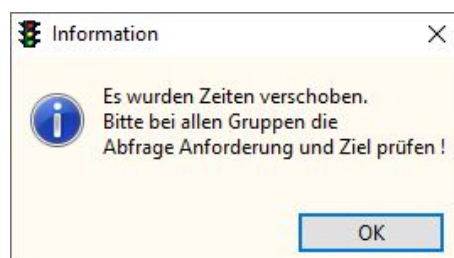 Information
Es wurden Zeiten verschoben.
Bitte bei allen Gruppen die
Abfrage Anforderung und Ziel prüfen !
OK